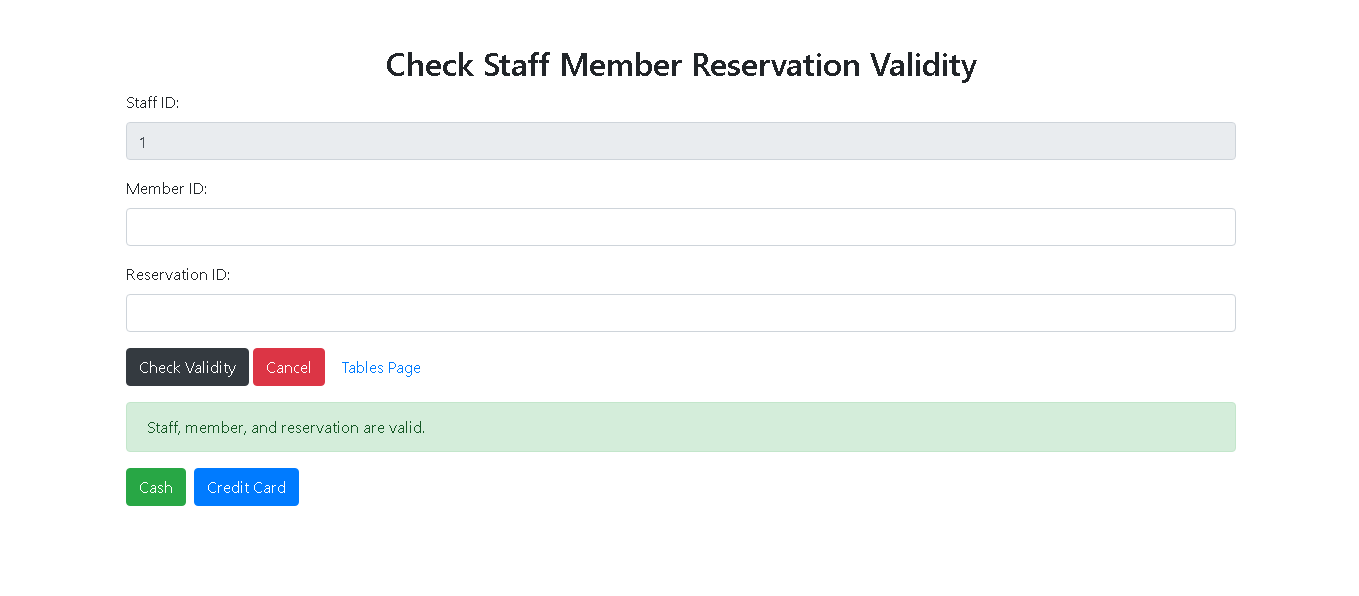 Check Staff Member Reservation Validity
Staff ID:
1
Member ID:
Reservation ID:
Check Validity Cancel Tables Page
Staff, member, and reservation are valid.
Cash Credit Card